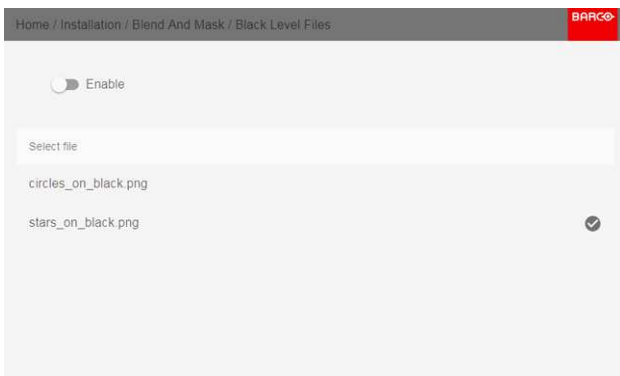 Home / Installation / Blend And Mask / Black Level Files
BARCO
Enable
Select file
circles_on_black.png
stars_on_black.png